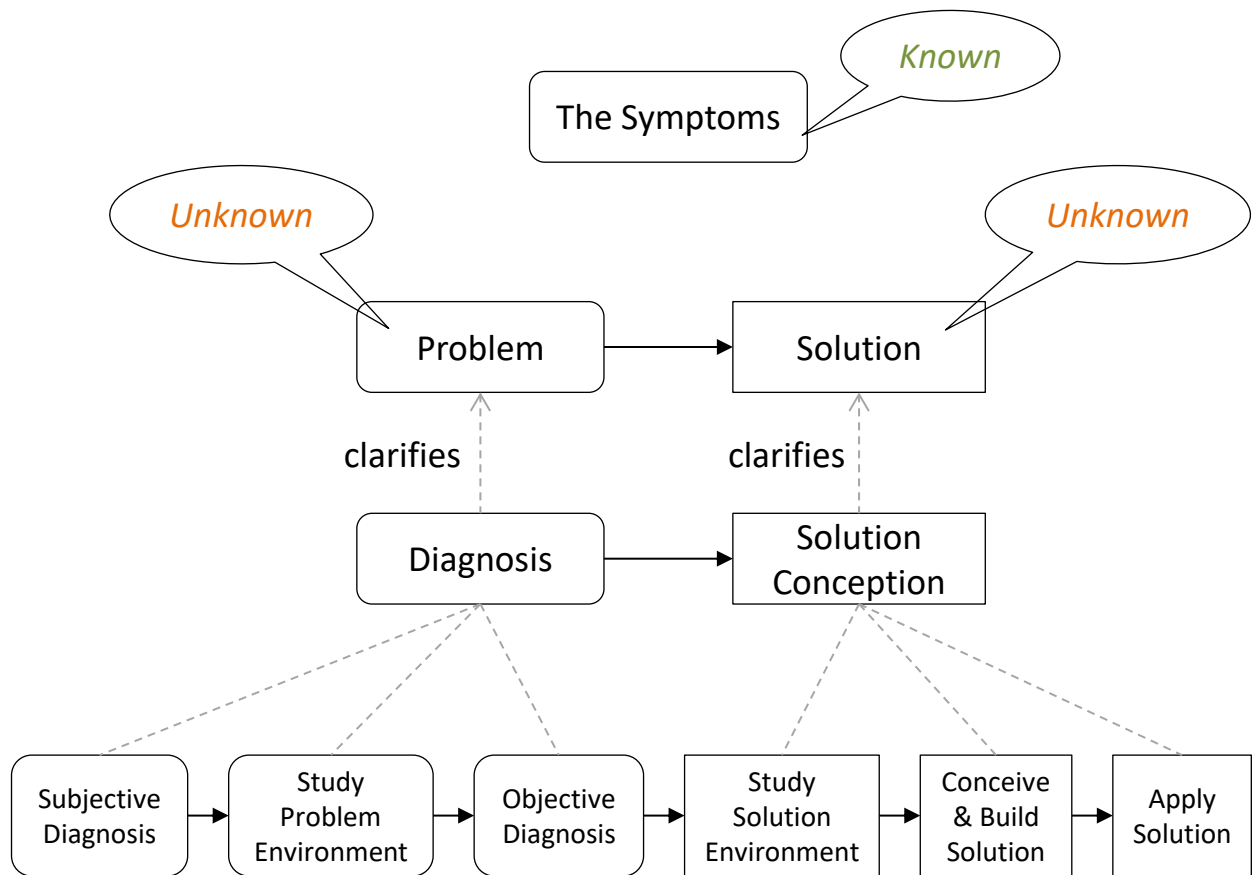 Known
The Symptoms
Unknown
Unknown
Problem
Solution
clarifies
clarifies
Diagnosis
Solution
Conception
Subjective
Diagnosis
Study
Problem
Environment
Objective
Diagnosis
Study
Solution
Environment
Conceive
& Build
Solution
Apply
Solution